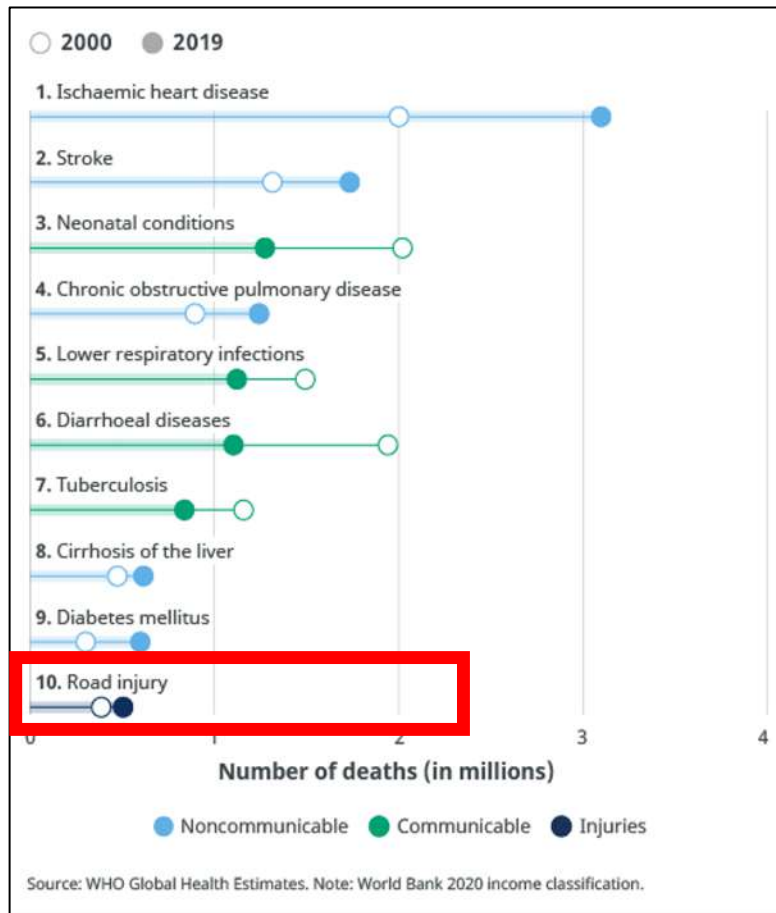 2000 2019
1. Ischaemic heart disease
2. Stroke
3. Neonatal conditions
4. Chronic obstructive pulmonary disease
5. Lower respiratory infections
6. Diarrhoeal diseases
7. Tuberculosis
8. Cirrhosis of the liver
9. Diabetes mellitus
10. Road injury
0 1 2 3 4
Number of deaths (in millions)
Noncommunicable Communicable Injuries
Source: WHO Global Health Estimates. Note: World Bank 2020 income classification.